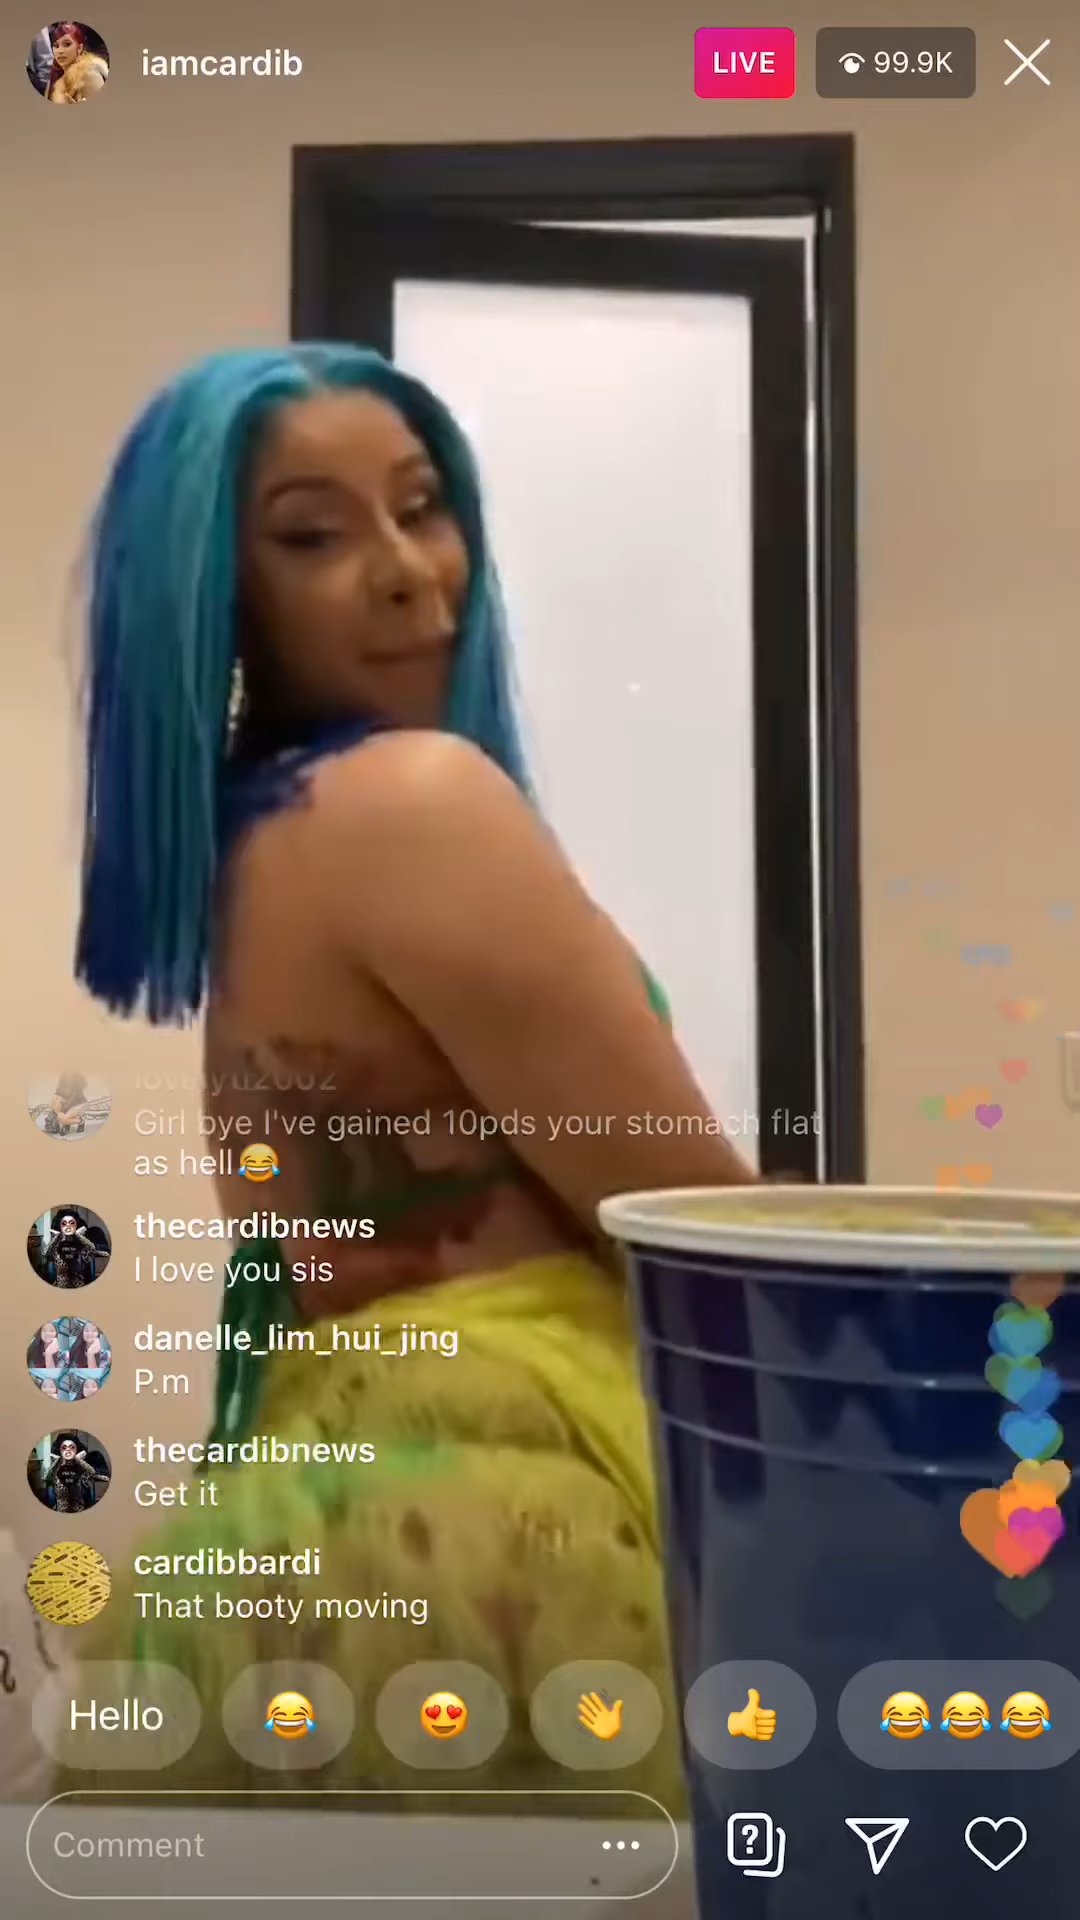 iamcardib
LIVE
99.9K
lovelyti2002
Girl bye I've gained 10pds your stomach flat
as hell😂
thecardibnews
I love you sis
danelle_lim_hui_jing
P.m
thecardibnews
Get it
cardibbardi
That booty moving
Hello
😂
😍
👋
👍
😂😂😂
Comment